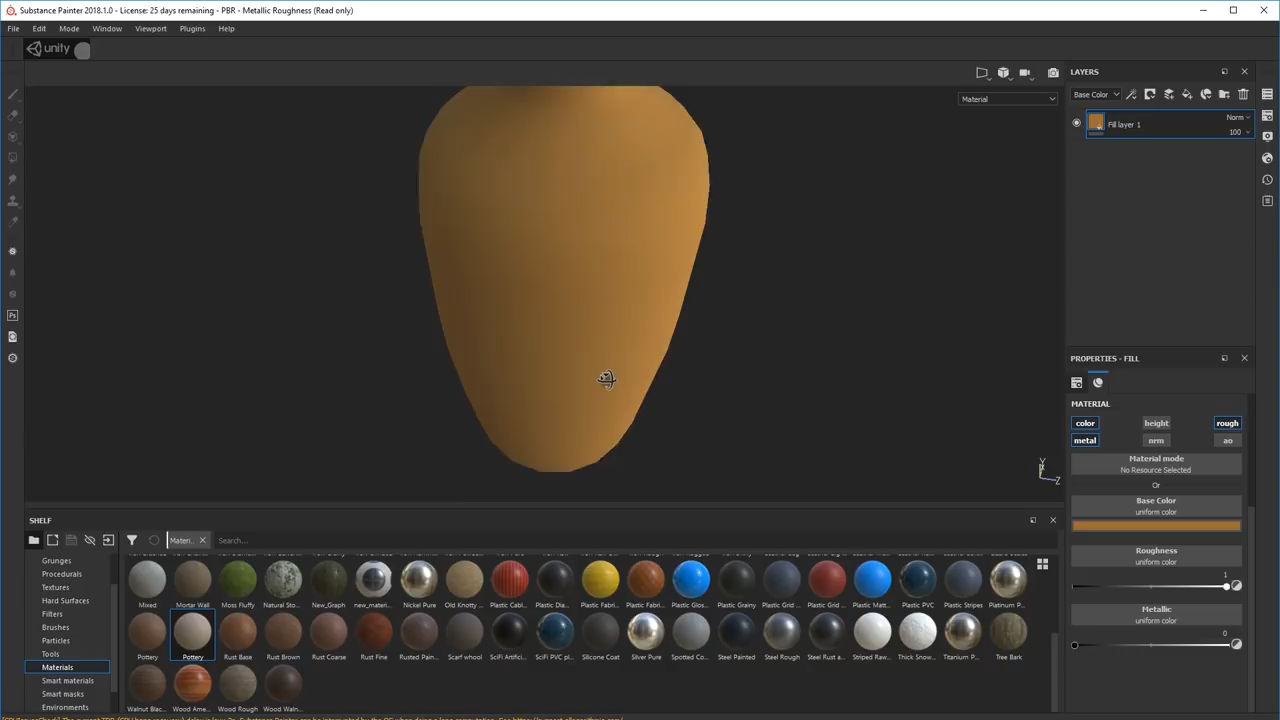 Substance Painter 2018.1.0 - License: 25 days remaining - PBR - Metallic Roughness (Read only)
File Edit Mode Window Viewport Plugins Help
unity
Material
LAYERS
Base Color
Fill layer 1
Norm
100
PROPERTIES - FILL
MATERIAL
color height rough
metal nrm ao
Material mode
No Resource Selected
Or
Base Color
uniform color
Roughness
uniform color
1
Metallic
uniform color
0
Y
Z
SHELF
Materi...
Search...
Grunges
Procedurals
Textures
Hard Surfaces
Brushes
Particles
Tools
Materials
Smart materials
Smart masks
Environments
Mixed Mortar Wall Moss Fluffy Natural Sto... New_Graph new_materi... Nickel Pure Old Knotty ... Plastic Cabl... Plastic Dia... Plastic Fabri... Plastic Fabri... Plastic Glos... Plastic Grainy Plastic Grid ... Plastic Grid ... Plastic Matt... Plastic PVC Plastic Stripes Platinum P...
Pottery Pottery Rust Base Rust Brown Rust Coarse Rust Fine Rusted Pain... Scarf wool SciFi Artifici... SciFi PVC pl... Silicone Coat Silver Pure Spotted Co... Steel Painted Steel Rough Steel Rust a... Striped Raw... Thick Snow... Titanium P... Tree Bark
Walnut Blac... Wood Ame... Wood Rough Wood Waln...